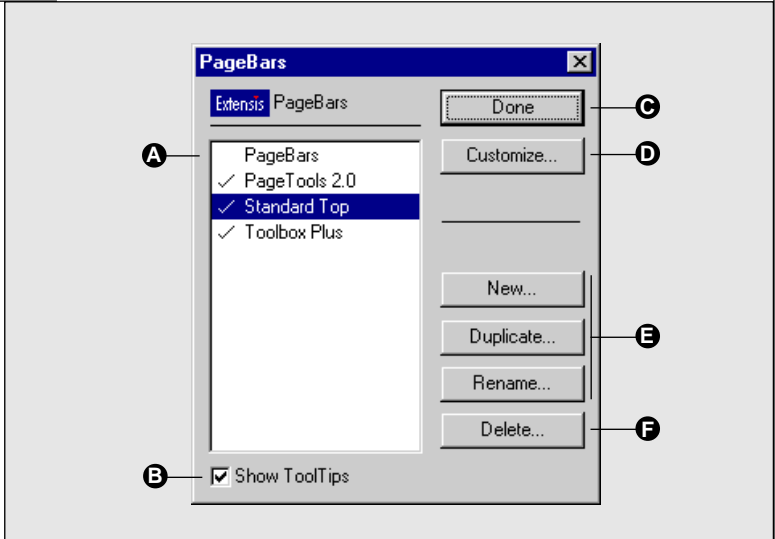 PageBars
Extensis PageBars
Done
C
A
PageBars
Customize...
D
PageTools 2.0
Standard Top
Toolbox Plus
New...
Duplicate...
E
Rename...
Delete...
F
B
Show ToolTips